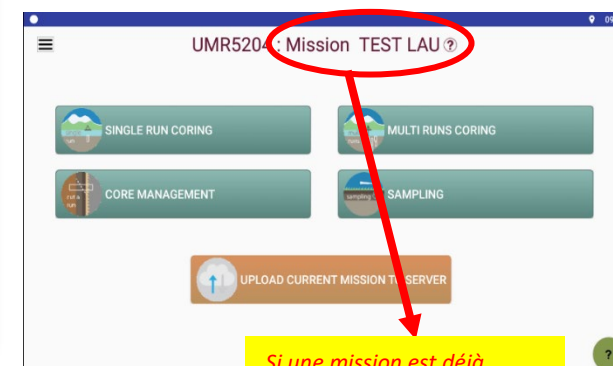 09
UMR5204 : Mission TEST LAU ?
SINGLE RUN CORING
MULTI RUNS CORING
CORE MANAGEMENT
SAMPLING
UPLOAD CURRENT MISSION TO SERVER
Si une mission est déjà
?